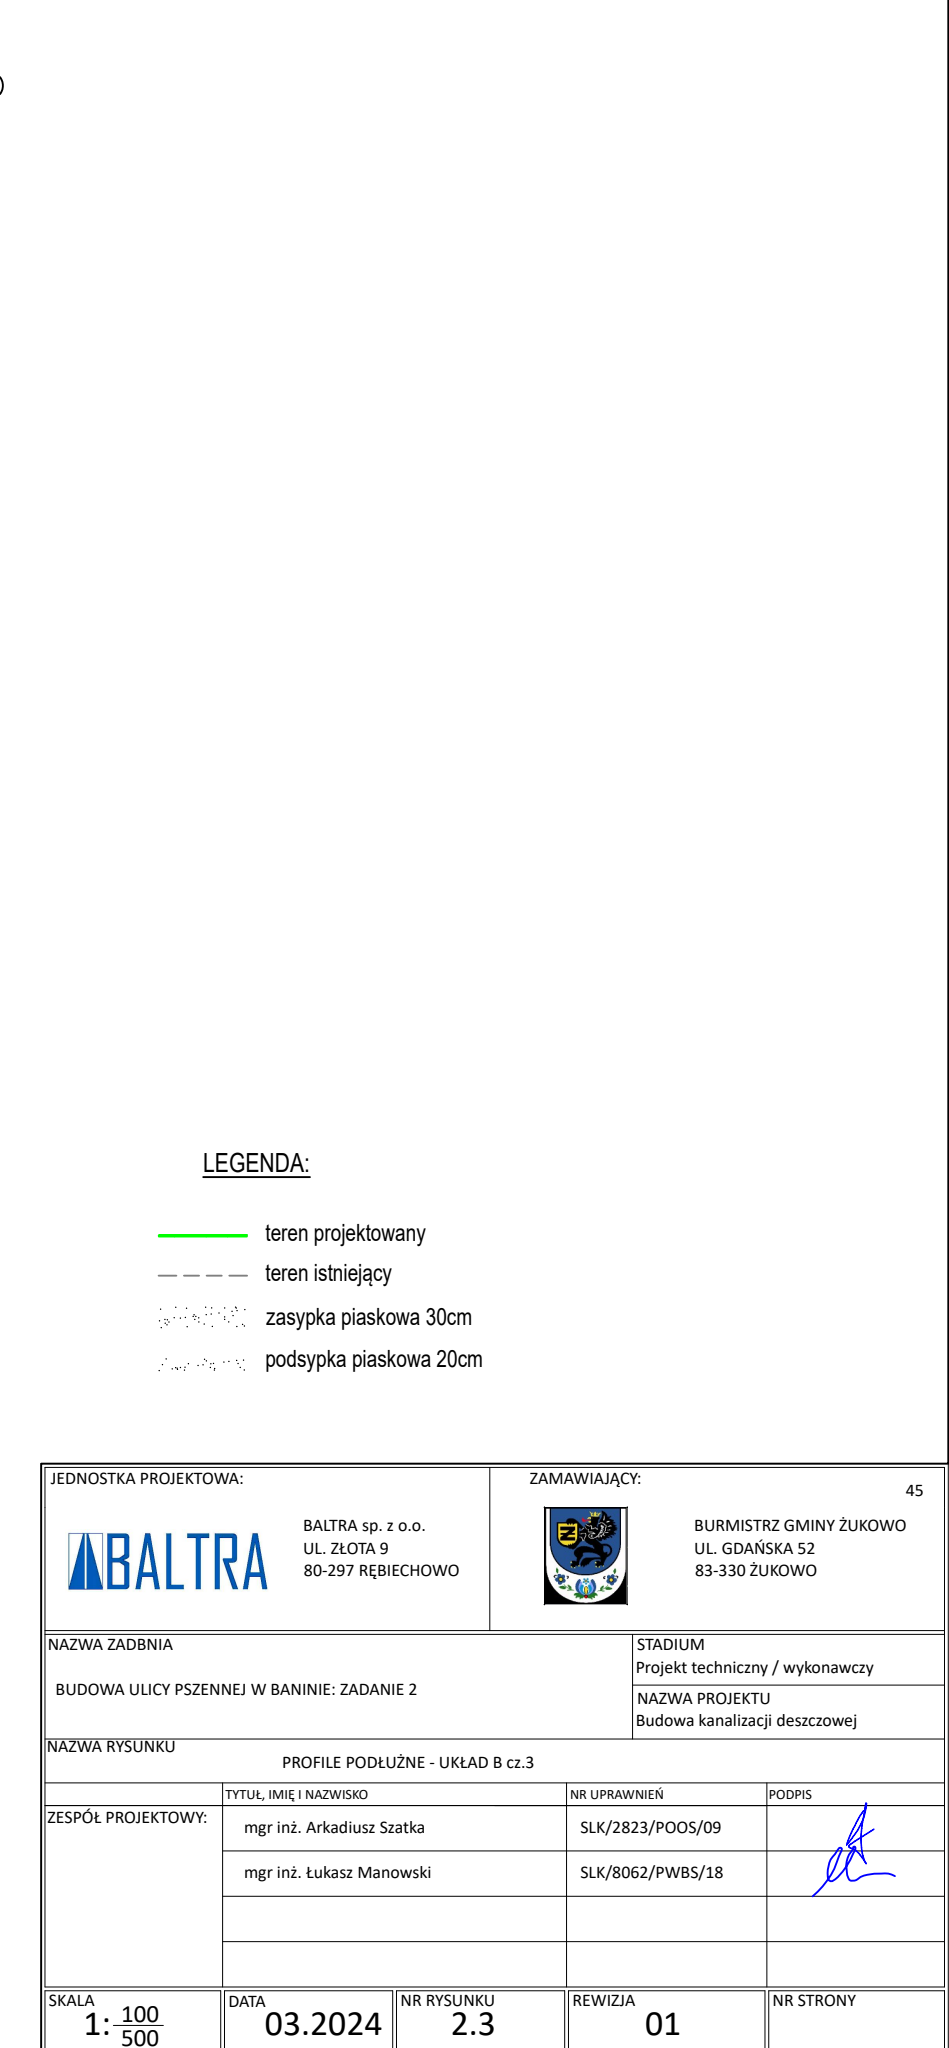 )
LEGENDA:
teren projektowany
teren istniejący
zasypka piaskowa 30cm
podsypka piaskowa 20cm
JEDNOSTKA PROJEKTOWA:
BALTRA
BALTRA sp. z o.o.
UL. ZŁOTA 9
80-297 RĘBIECHOWO
ZAMAWIAJĄCY:
45
BURMISTRZ GMINY ŻUKOWO
UL. GDAŃSKA 52
83-330 ŻUKOWO
NAZWA ZADBNIA
BUDOWA ULICY PSZENNEJ W BANINIE: ZADANIE 2
STADIUM
Projekt techniczny / wykonawczy
NAZWA PROJEKTU
Budowa kanalizacji deszczowej
NAZWA RYSUNKU
PROFILE PODŁUŻNE - UKŁAD B cz.3
TYTUŁ, IMIĘ I NAZWISKO NR UPRAWNIEŃ PODPIS
ZESPÓŁ PROJEKTOWY:
mgr inż. Arkadiusz Szatka SLK/2823/POOS/09
mgr inż. Łukasz Manowski SLK/8062/PWBS/18
SKALA
1: 100
500
DATA
03.2024
NR RYSUNKU
2.3
REWIZJA
01
NR STRONY